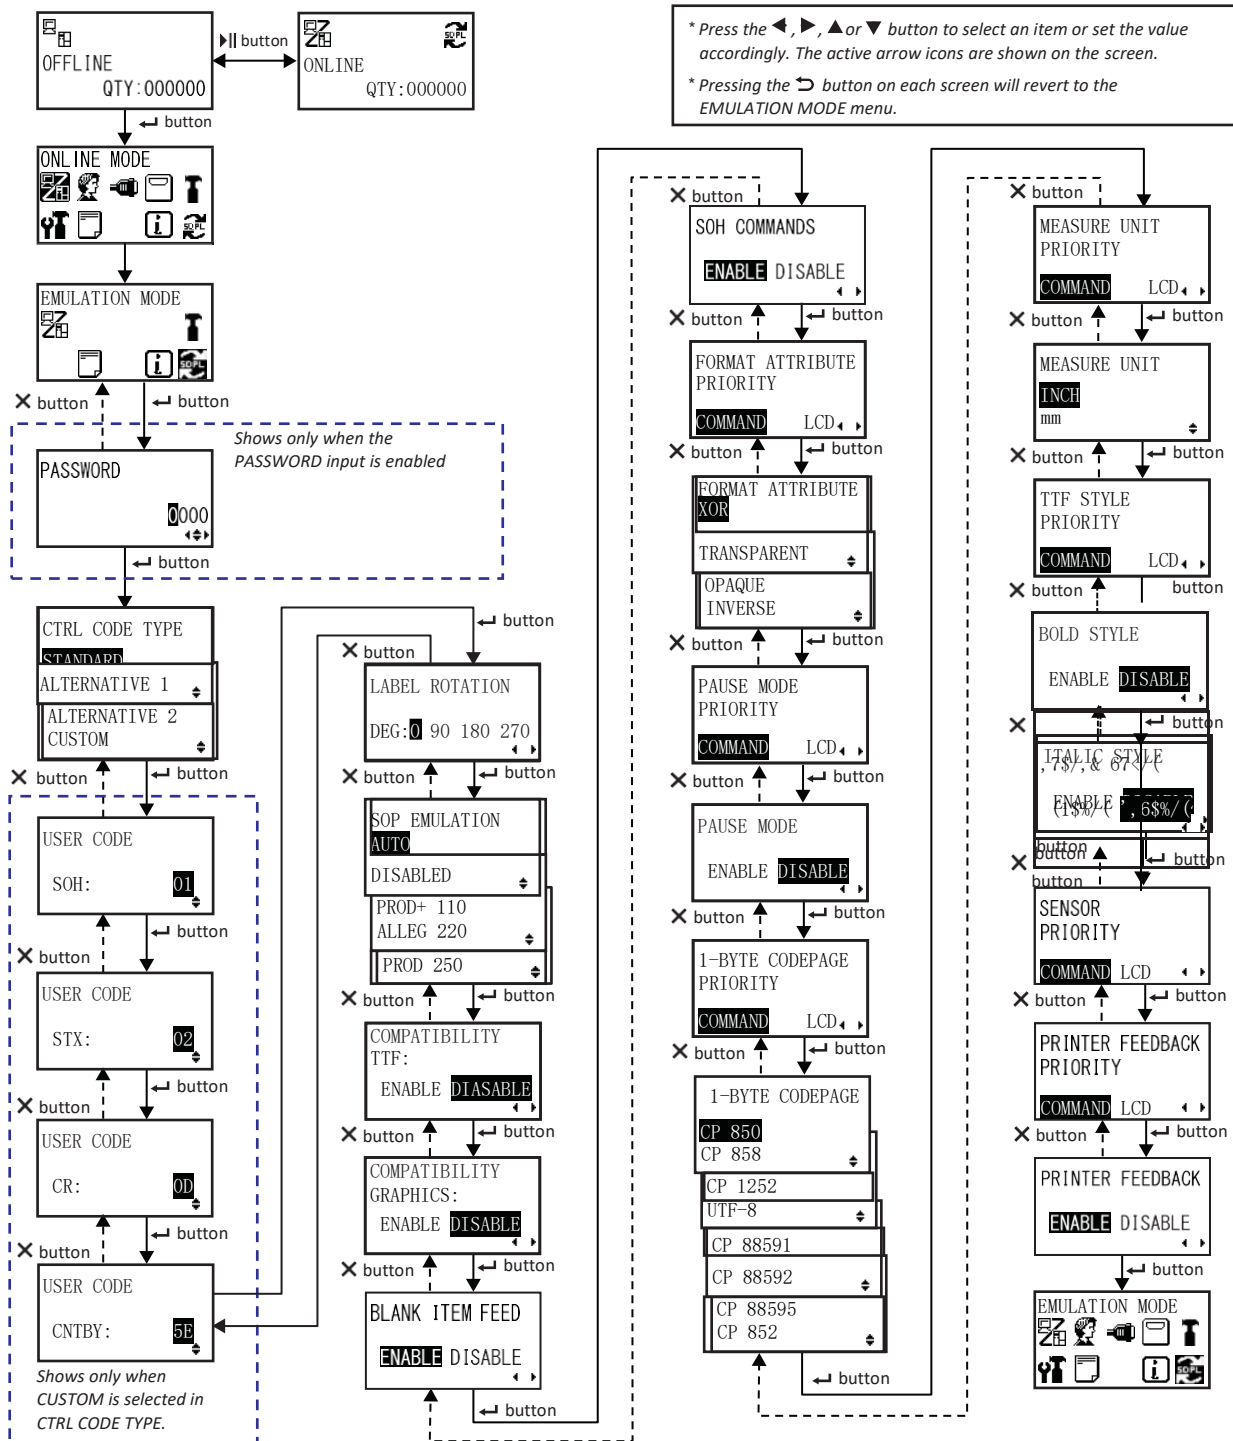 OFFLINE
QTY:000000
button
ONLINE
QTY:000000
SDPL
* Press the ◀, ▶, ▲ or ▼ button to select an item or set the value
accordingly. The active arrow icons are shown on the screen.
* Pressing the ⮌ button on each screen will revert to the
EMULATION MODE menu.
button
ONLINE MODE
SDPL
EMULATION MODE
SDPL
button
button
Shows only when the
PASSWORD input is enabled
PASSWORD
0000
button
CTRL CODE TYPE
STANDARD
ALTERNATIVE 1
ALTERNATIVE 2
CUSTOM
button
button
USER CODE
SOH: 01
button
button
USER CODE
STX: 02
button
button
USER CODE
CR: 0D
button
button
USER CODE
CNTBY: 5E
Shows only when
CUSTOM is selected in
CTRL CODE TYPE.
button
button
LABEL ROTATION
DEG:0 90 180 270
button
button
SOP EMULATION
AUTO
DISABLED
PROD+ 110
ALLEG 220
PROD 250
button
button
COMPATIBILITY
TTF:
ENABLE DIASABLE
button
button
COMPATIBILITY
GRAPHICS:
ENABLE DISABLE
button
button
BLANK ITEM FEED
ENABLE DISABLE
button
button
SOH COMMANDS
ENABLE DISABLE
button
button
FORMAT ATTRIBUTE
PRIORITY
COMMAND LCD
button
button
FORMAT ATTRIBUTE
XOR
TRANSPARENT
OPAQUE
INVERSE
button
button
PAUSE MODE
PRIORITY
COMMAND LCD
button
button
PAUSE MODE
ENABLE DISABLE
button
button
1-BYTE CODEPAGE
PRIORITY
COMMAND LCD
button
button
1-BYTE CODEPAGE
CP 850
CP 858
CP 1252
UTF-8
CP 88591
CP 88592
CP 88595
CP 852
button
button
MEASURE UNIT
PRIORITY
COMMAND LCD
button
button
MEASURE UNIT
INCH
mm
button
button
TTF STYLE
PRIORITY
COMMAND LCD
button
button
BOLD STYLE
ENABLE DISABLE
button
ITALIC STYLE
ENABLE
button
button
button
button
SENSOR
PRIORITY
COMMAND LCD
button
button
PRINTER FEEDBACK
PRIORITY
COMMAND LCD
button
button
PRINTER FEEDBACK
ENABLE DISABLE
button
EMULATION MODE
SDPL